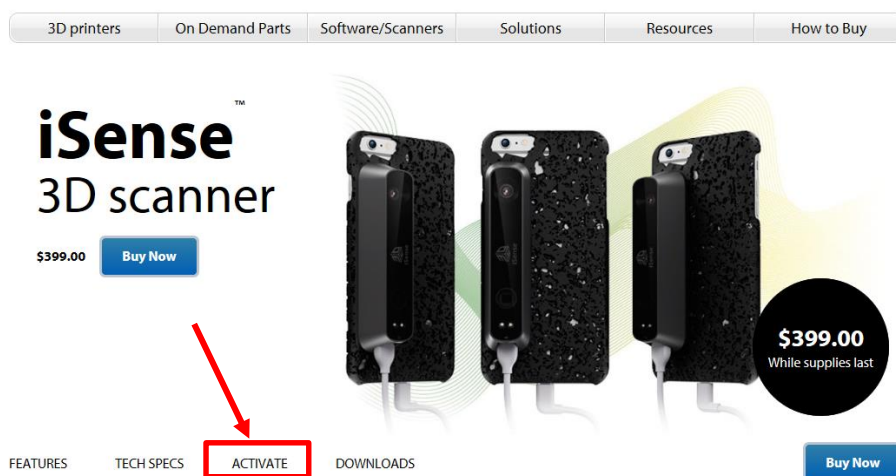 3D printers On Demand Parts Software/Scanners Solutions Resources How to Buy
iSense™
3D scanner
$399.00 Buy Now
$399.00
While supplies last
FEATURES TECH SPECS ACTIVATE DOWNLOADS Buy Now